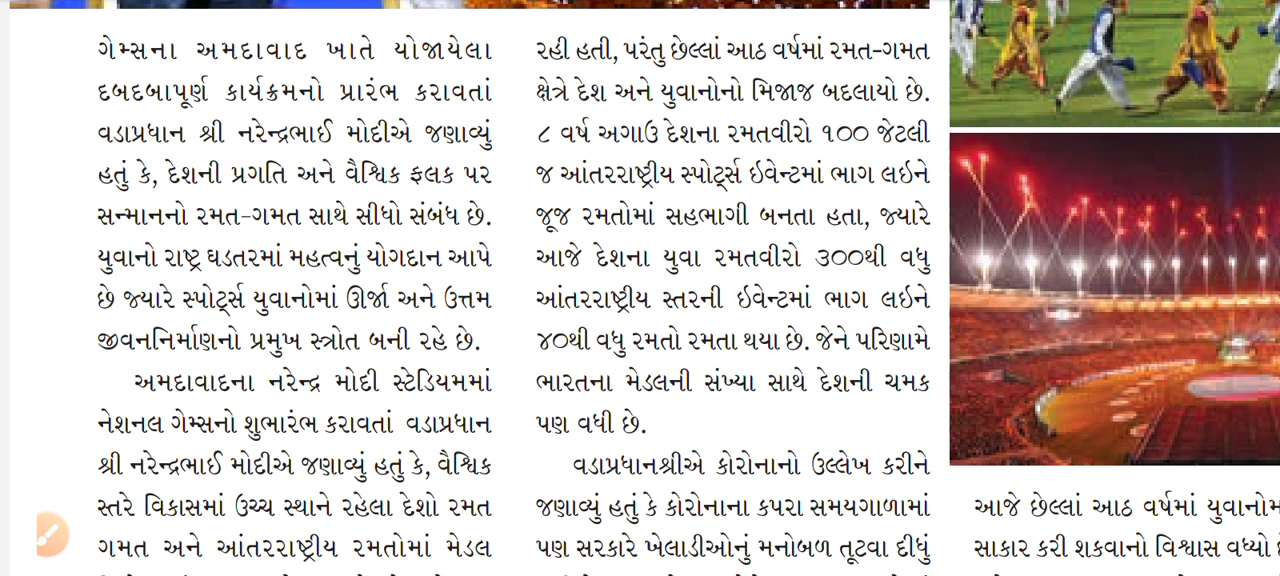 ગેમ્સના અમદાવાદ ખાતે યોજાયેલા
દબદબાપૂર્ણ કાર્યક્રમનો પ્રારંભ કરાવતાં
વડાપ્રધાન શ્રી નરેન્દ્રભાઈ મોદીએ જણાવ્યું
હતું કે, દેશની પ્રગતિ અને વૈશ્વિક ફલક પર
સન્માનનો રમત-ગમત સાથે સીધો સંબંધ છે.
યુવાનો રાષ્ટ્ર ઘડતરમાં મહત્વનું યોગદાન આપે
છે જ્યારે સ્પોર્ટ્સ યુવાનોમાં ઊર્જા અને ઉત્તમ
જીવનનિર્માણનો પ્રમુખ સ્ત્રોત બની રહે છે.
અમદાવાદના નરેન્દ્ર મોદી સ્ટેડિયમમાં
નેશનલ ગેમ્સનો શુભારંભ કરાવતાં વડાપ્રધાન
શ્રી નરેન્દ્રભાઈ મોદીએ જણાવ્યું હતું કે, વૈશ્વિક
સ્તરે વિકાસમાં ઉચ્ચ સ્થાને રહેલા દેશો રમત
ગમત અને આંતરરાષ્ટ્રીય રમતોમાં મેડલ
રહી હતી, પરંતુ છેલ્લાં આઠ વર્ષમાં રમત-ગમત
ક્ષેત્રે દેશ અને યુવાનોનો મિજાજ બદલાયો છે.
૮ વર્ષ અગાઉ દેશના રમતવીરો ૧૦૦ જેટલી
જ આંતરરાષ્ટ્રીય સ્પોર્ટ્સ ઇવેન્ટમાં ભાગ લઇને
જૂજ રમતોમાં સહભાગી બનતા હતા, જ્યારે
આજે દેશના યુવા રમતવીરો ૩૦૦થી વધુ
આંતરરાષ્ટ્રીય સ્તરની ઇવેન્ટમાં ભાગ લઇને
૪૦થી વધુ રમતો રમતા થયા છે. જેને પરિણામે
ભારતના મેડલની સંખ્યા સાથે દેશની ચમક
પણ વધી છે.
વડાપ્રધાનશ્રીએ કોરોનાનો ઉલ્લેખ કરીને
જણાવ્યું હતું કે કોરોનાના કપરા સમયગાળામાં
પણ સરકારે ખેલાડીઓનું મનોબળ તૂટવા દીધું
આજે છેલ્લાં આઠ વર્ષમાં
સાકાર કરી શકવાનો વિશ્વાસ વધ્યો